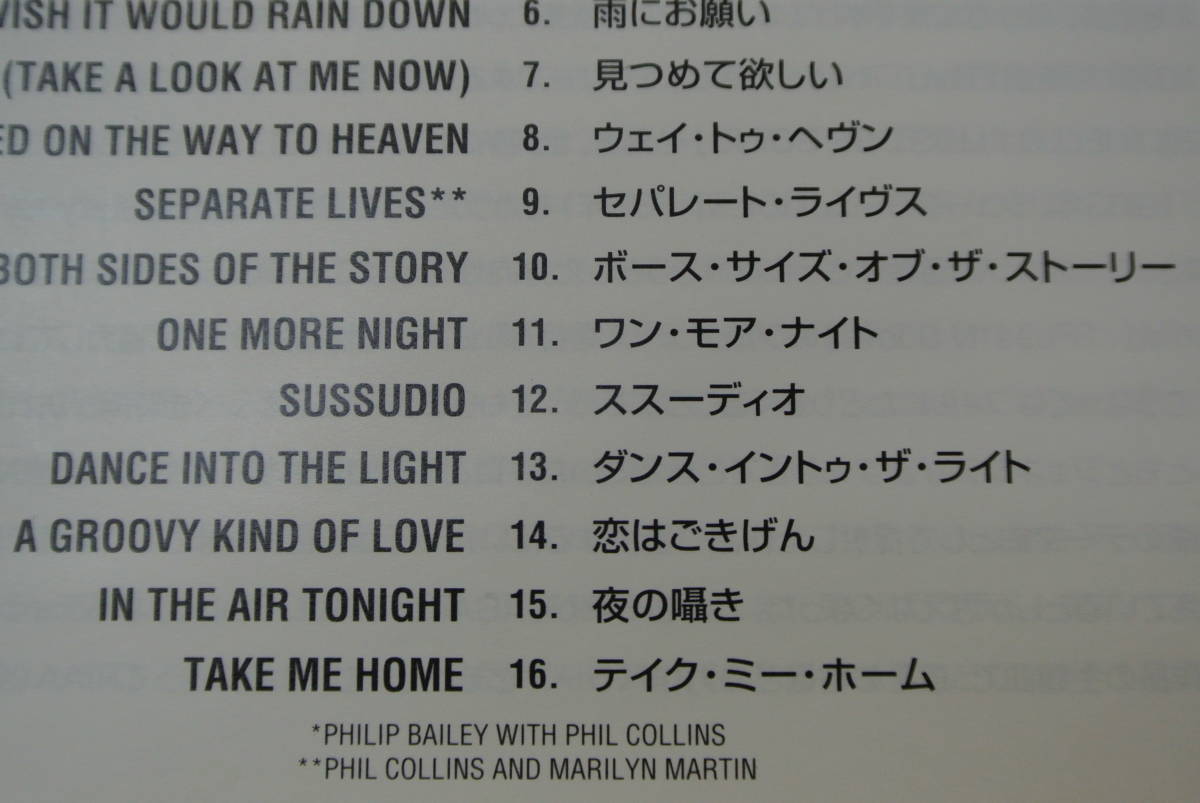 WISH IT WOULD RAIN DOWN 6. 雨にお願い
(TAKE A LOOK AT ME NOW) 7. 見つめて欲しい
ED ON THE WAY TO HEAVEN 8. ウェイ・トゥ・ヘヴン
SEPARATE LIVES** 9. セパレート・ライヴス
BOTH SIDES OF THE STORY 10. ボース・サイズ・オブ・ザ・ストーリー
ONE MORE NIGHT 11. ワン・モア・ナイト
SUSSUDIO 12. ススーディオ
DANCE INTO THE LIGHT 13. ダンス・イントゥ・ザ・ライト
A GROOVY KIND OF LOVE 14. 恋はごきげん
IN THE AIR TONIGHT 15. 夜の囁き
TAKE ME HOME 16. テイク・ミー・ホーム
*PHILIP BAILEY WITH PHIL COLLINS
**PHIL COLLINS AND MARILYN MARTIN